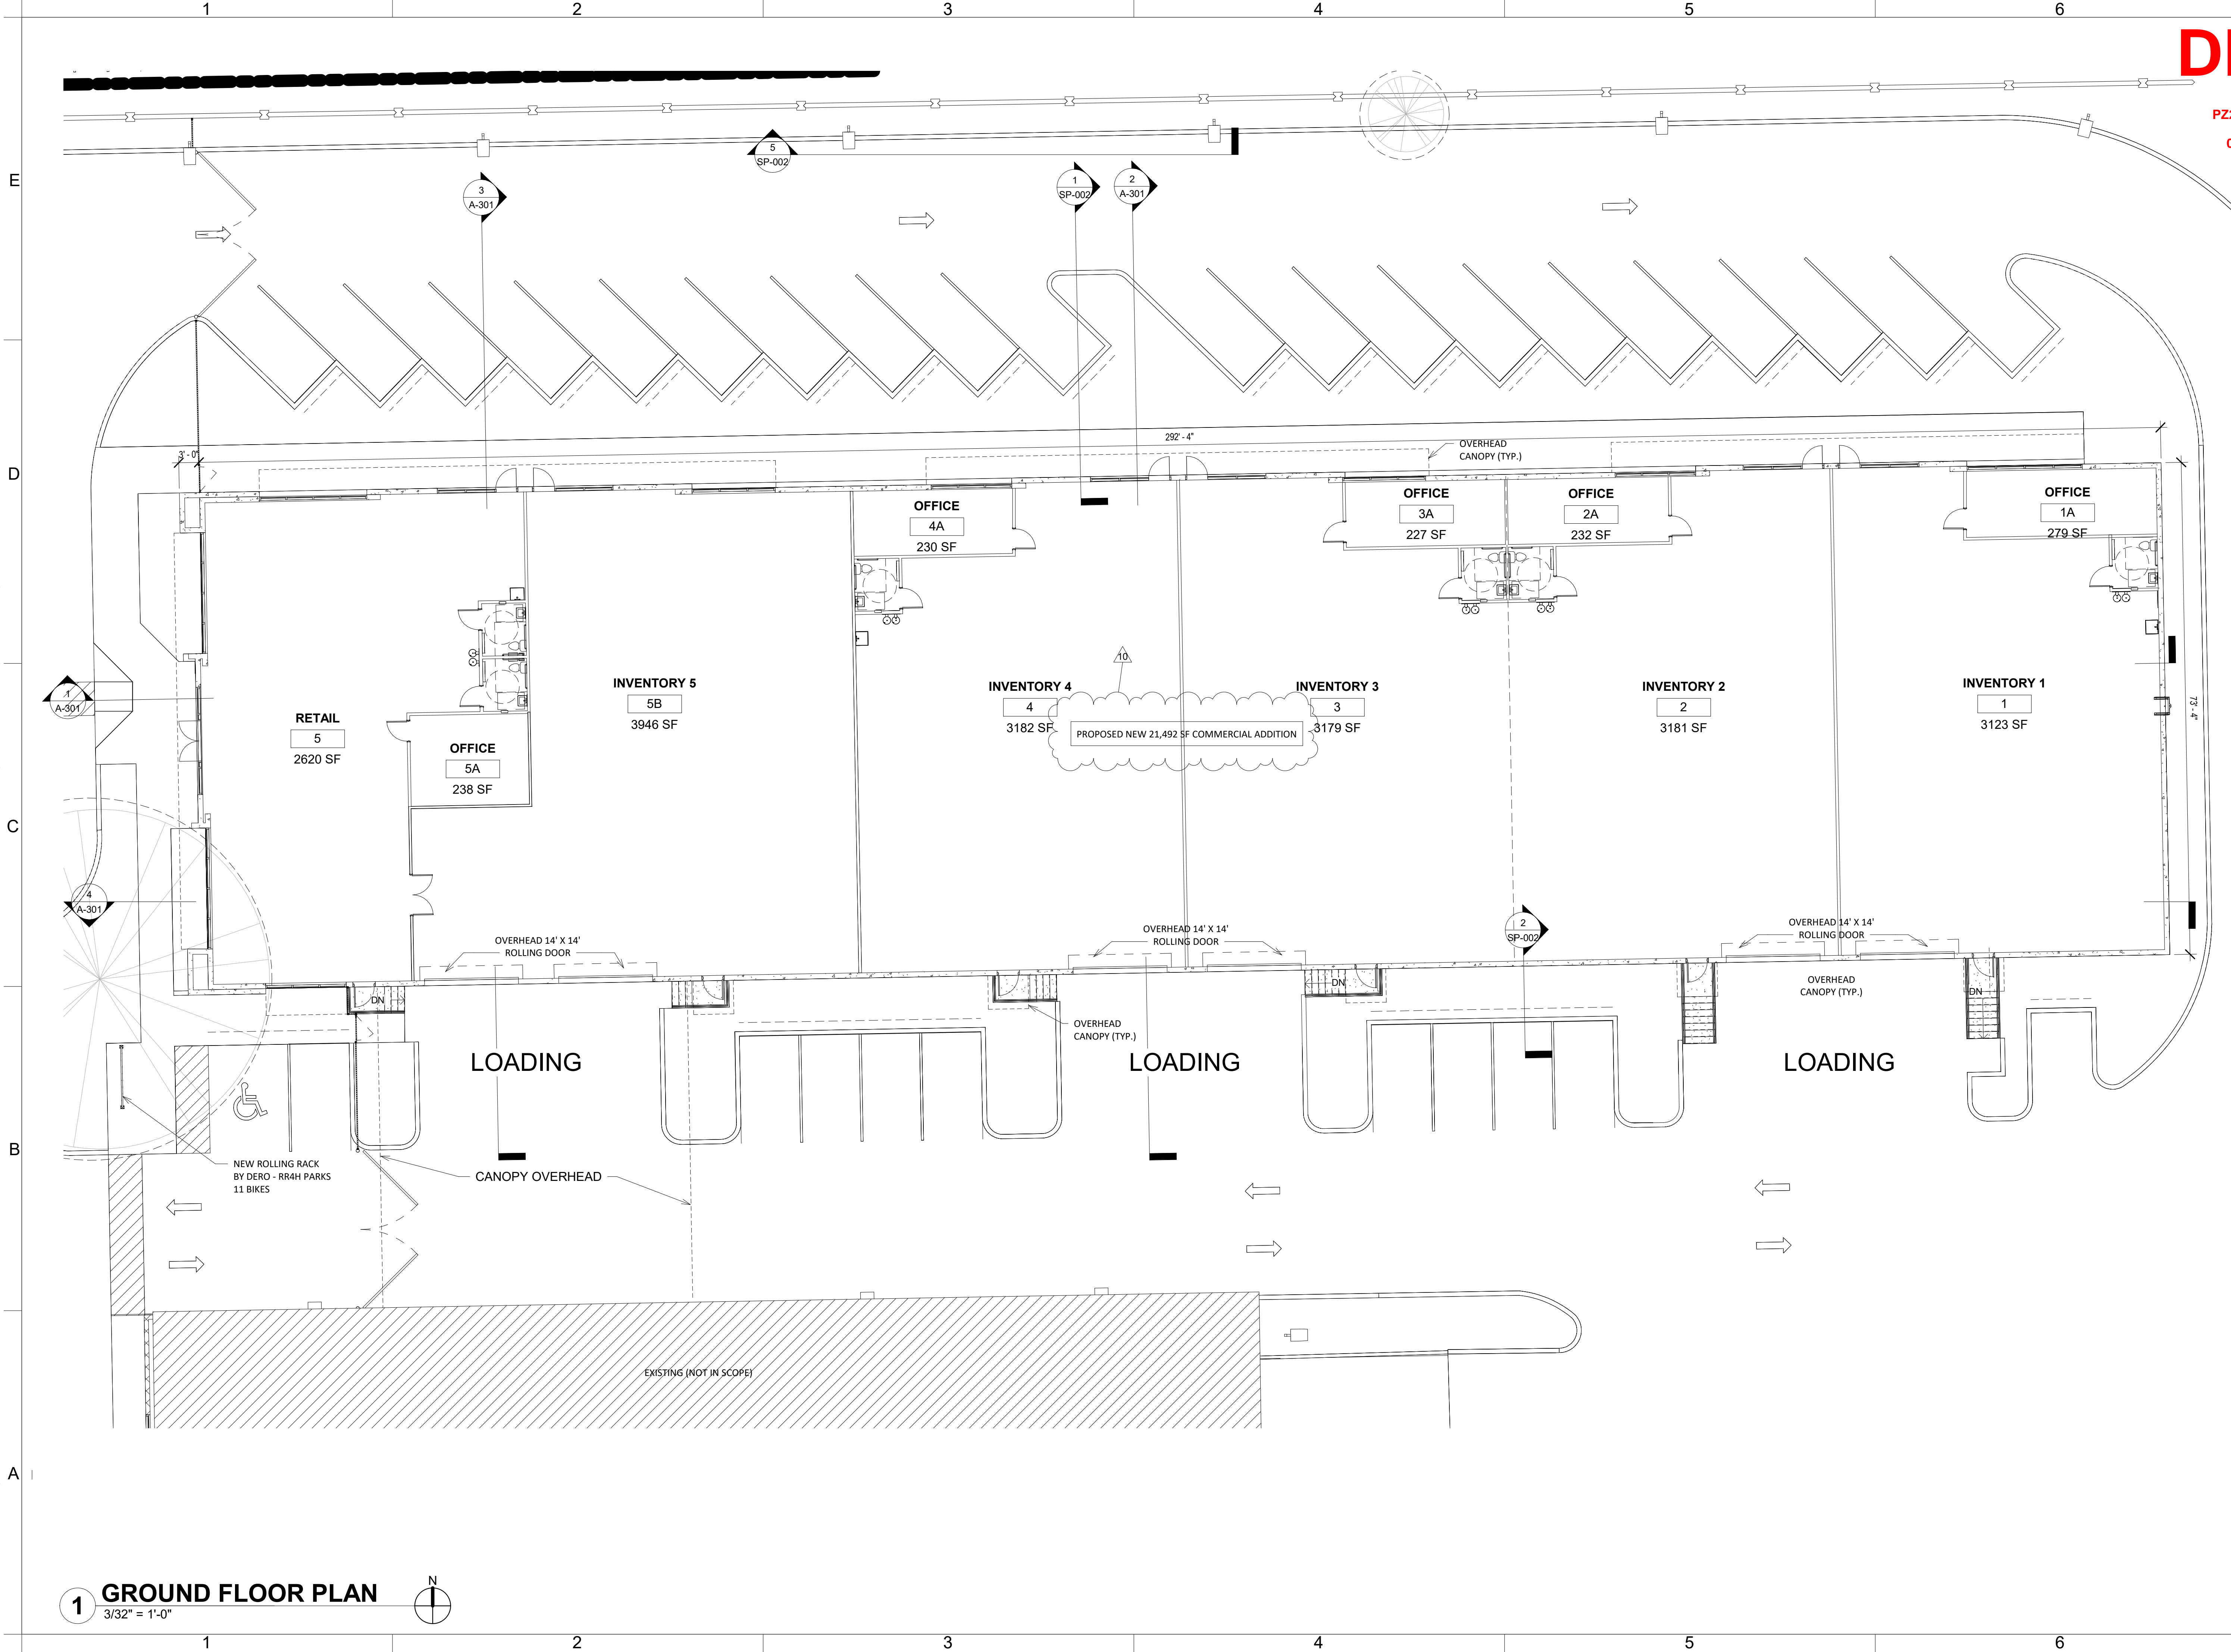 1 2 3 4 5 6
D
PZ
E
5
SP-002
3
A-301
1
SP-002
2
A-301
D
292' - 4"
3' - 0"
OVERHEAD
CANOPY (TYP.)
OFFICE
4A
230 SF
OFFICE
3A
227 SF
OFFICE
2A
232 SF
OFFICE
1A
279 SF
10
INVENTORY 5
5B
3946 SF
INVENTORY 4
4
3182 SF
INVENTORY 3
3
3179 SF
INVENTORY 2
2
3181 SF
INVENTORY 1
1
3123 SF
73' - 4"
1
A-301
RETAIL
5
2620 SF
PROPOSED NEW 21,492 SF COMMERCIAL ADDITION
OFFICE
5A
238 SF
C
4
A-301
OVERHEAD 14' X 14'
ROLLING DOOR
OVERHEAD 14' X 14'
ROLLING DOOR
2
SP-002
OVERHEAD 14' X 14'
ROLLING DOOR
DN
DN
DN
OVERHEAD
CANOPY (TYP.)
OVERHEAD
CANOPY (TYP.)
LOADING
LOADING
LOADING
B
NEW ROLLING RACK
BY DERO - RR4H PARKS
11 BIKES
CANOPY OVERHEAD
EXISTING (NOT IN SCOPE)
A
1 GROUND FLOOR PLAN
3/32" = 1'-0"
N
1 2 3 4 5 6